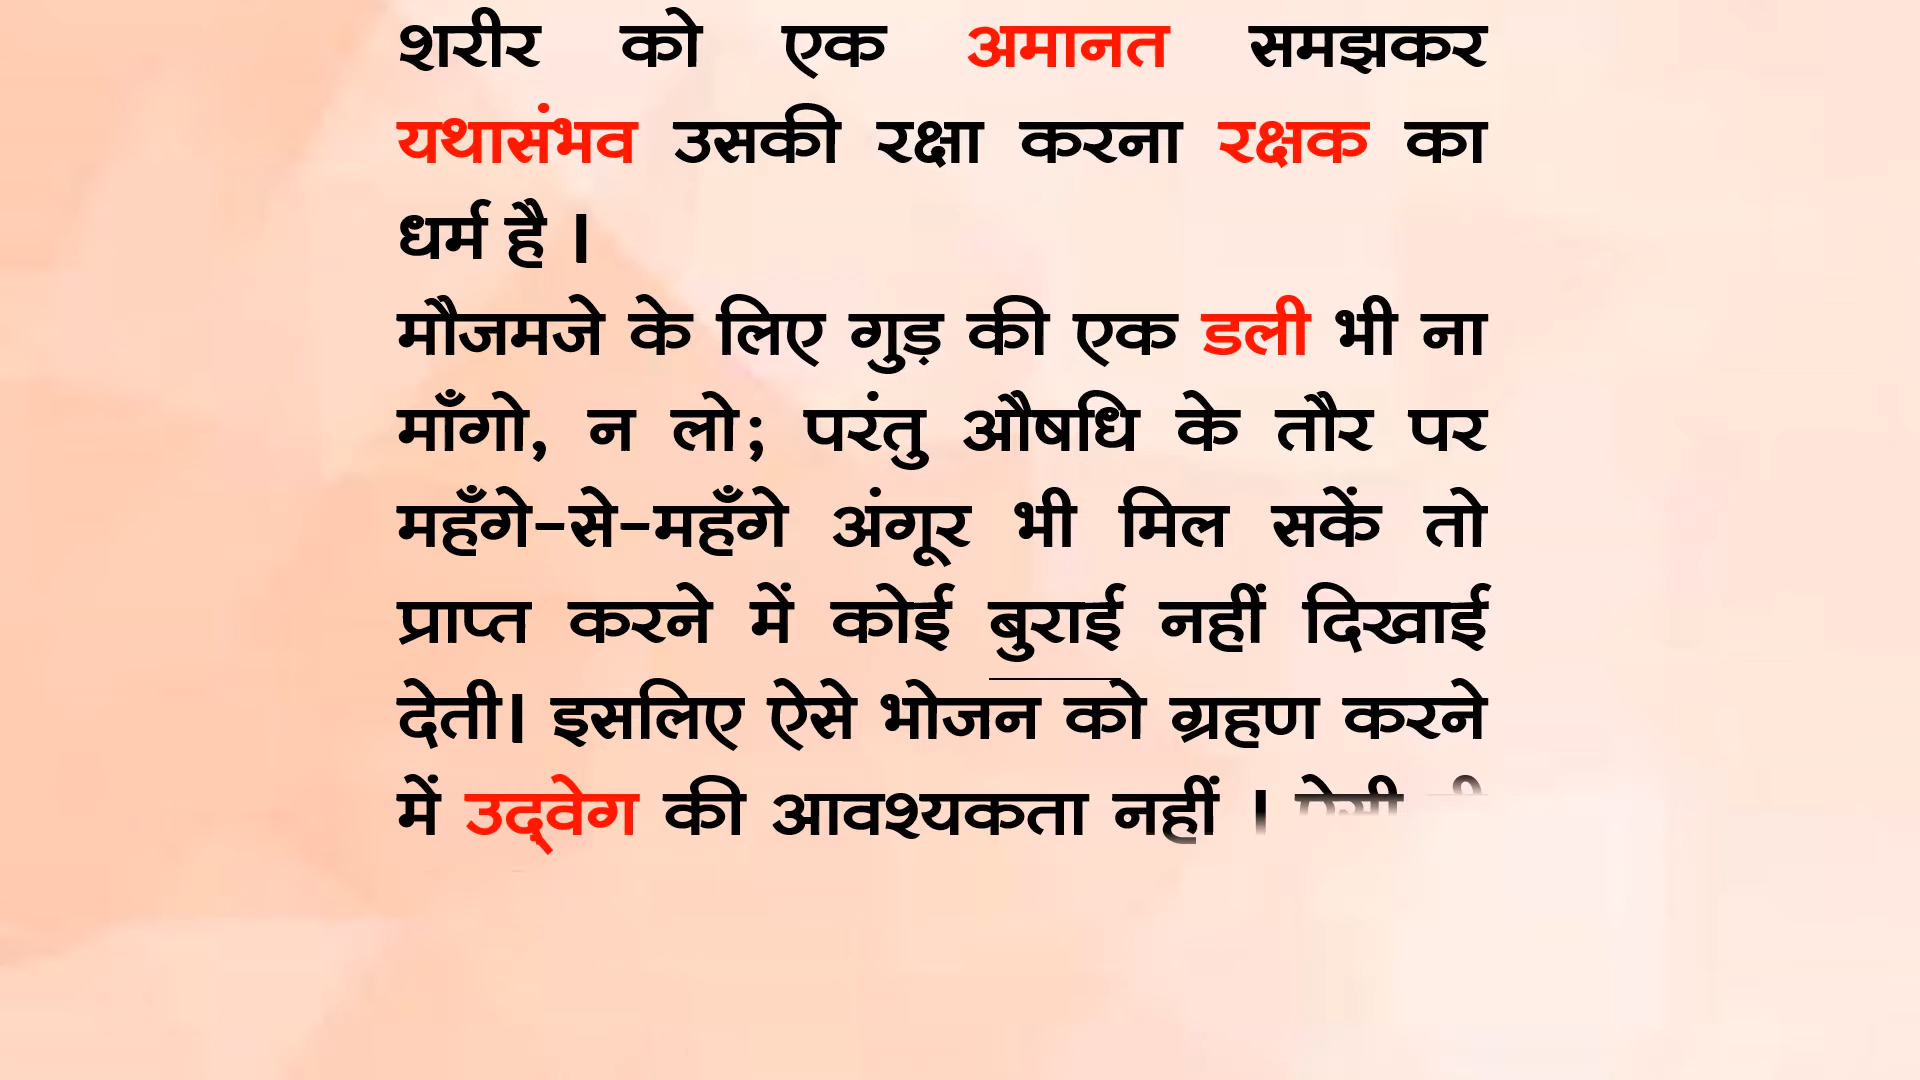 शरीर को एक अमानत समझकर
यथासंभव उसकी रक्षा करना रक्षक का
धर्म है ।
मौजमजे के लिए गुड़ की एक डली भी ना
माँगो, न लो; परंतु औषधि के तौर पर
महँगे-से-महँगे अंगूर भी मिल सकें तो
प्राप्त करने में कोई बुराई नहीं दिखाई
देती। इसलिए ऐसे भोजन को ग्रहण करने
में उद्‌वेग की आवश्यकता नहीं ।